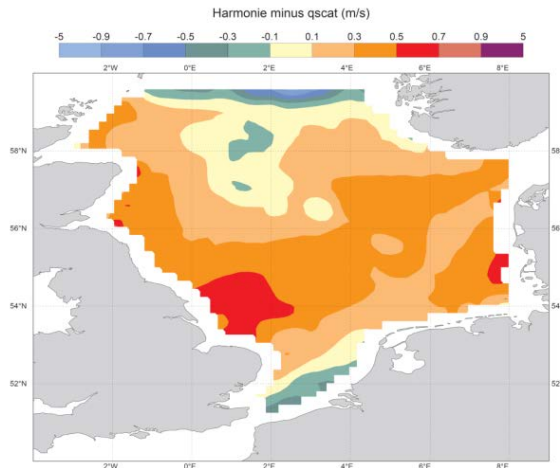 Harmonie minus qscat (m/s)
-5 -0.9 -0.7 -0.5 -0.3 -0.1 0.1 0.3 0.5 0.7 0.9 5
2°W 0°E 2°E 4°E 6°E 8°E
58°N 58°N
56°N 56°N
54°N 54°N
52°N 52°N
2°W 0°E 2°E 4°E 6°E 8°E